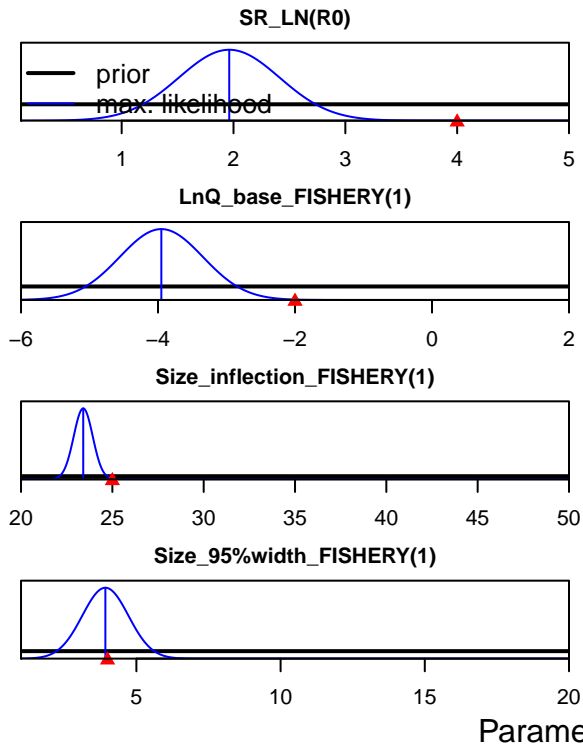 SR_LN(R0)
prior
max. likelihood
1 2 3 4 5
LnQ_base_FISHERY(1)
−6 −4 −2 0 2
Size_inflection_FISHERY(1)
20 25 30 35 40 45 50
Size_95%width_FISHERY(1)
5 10 15 20
Parame